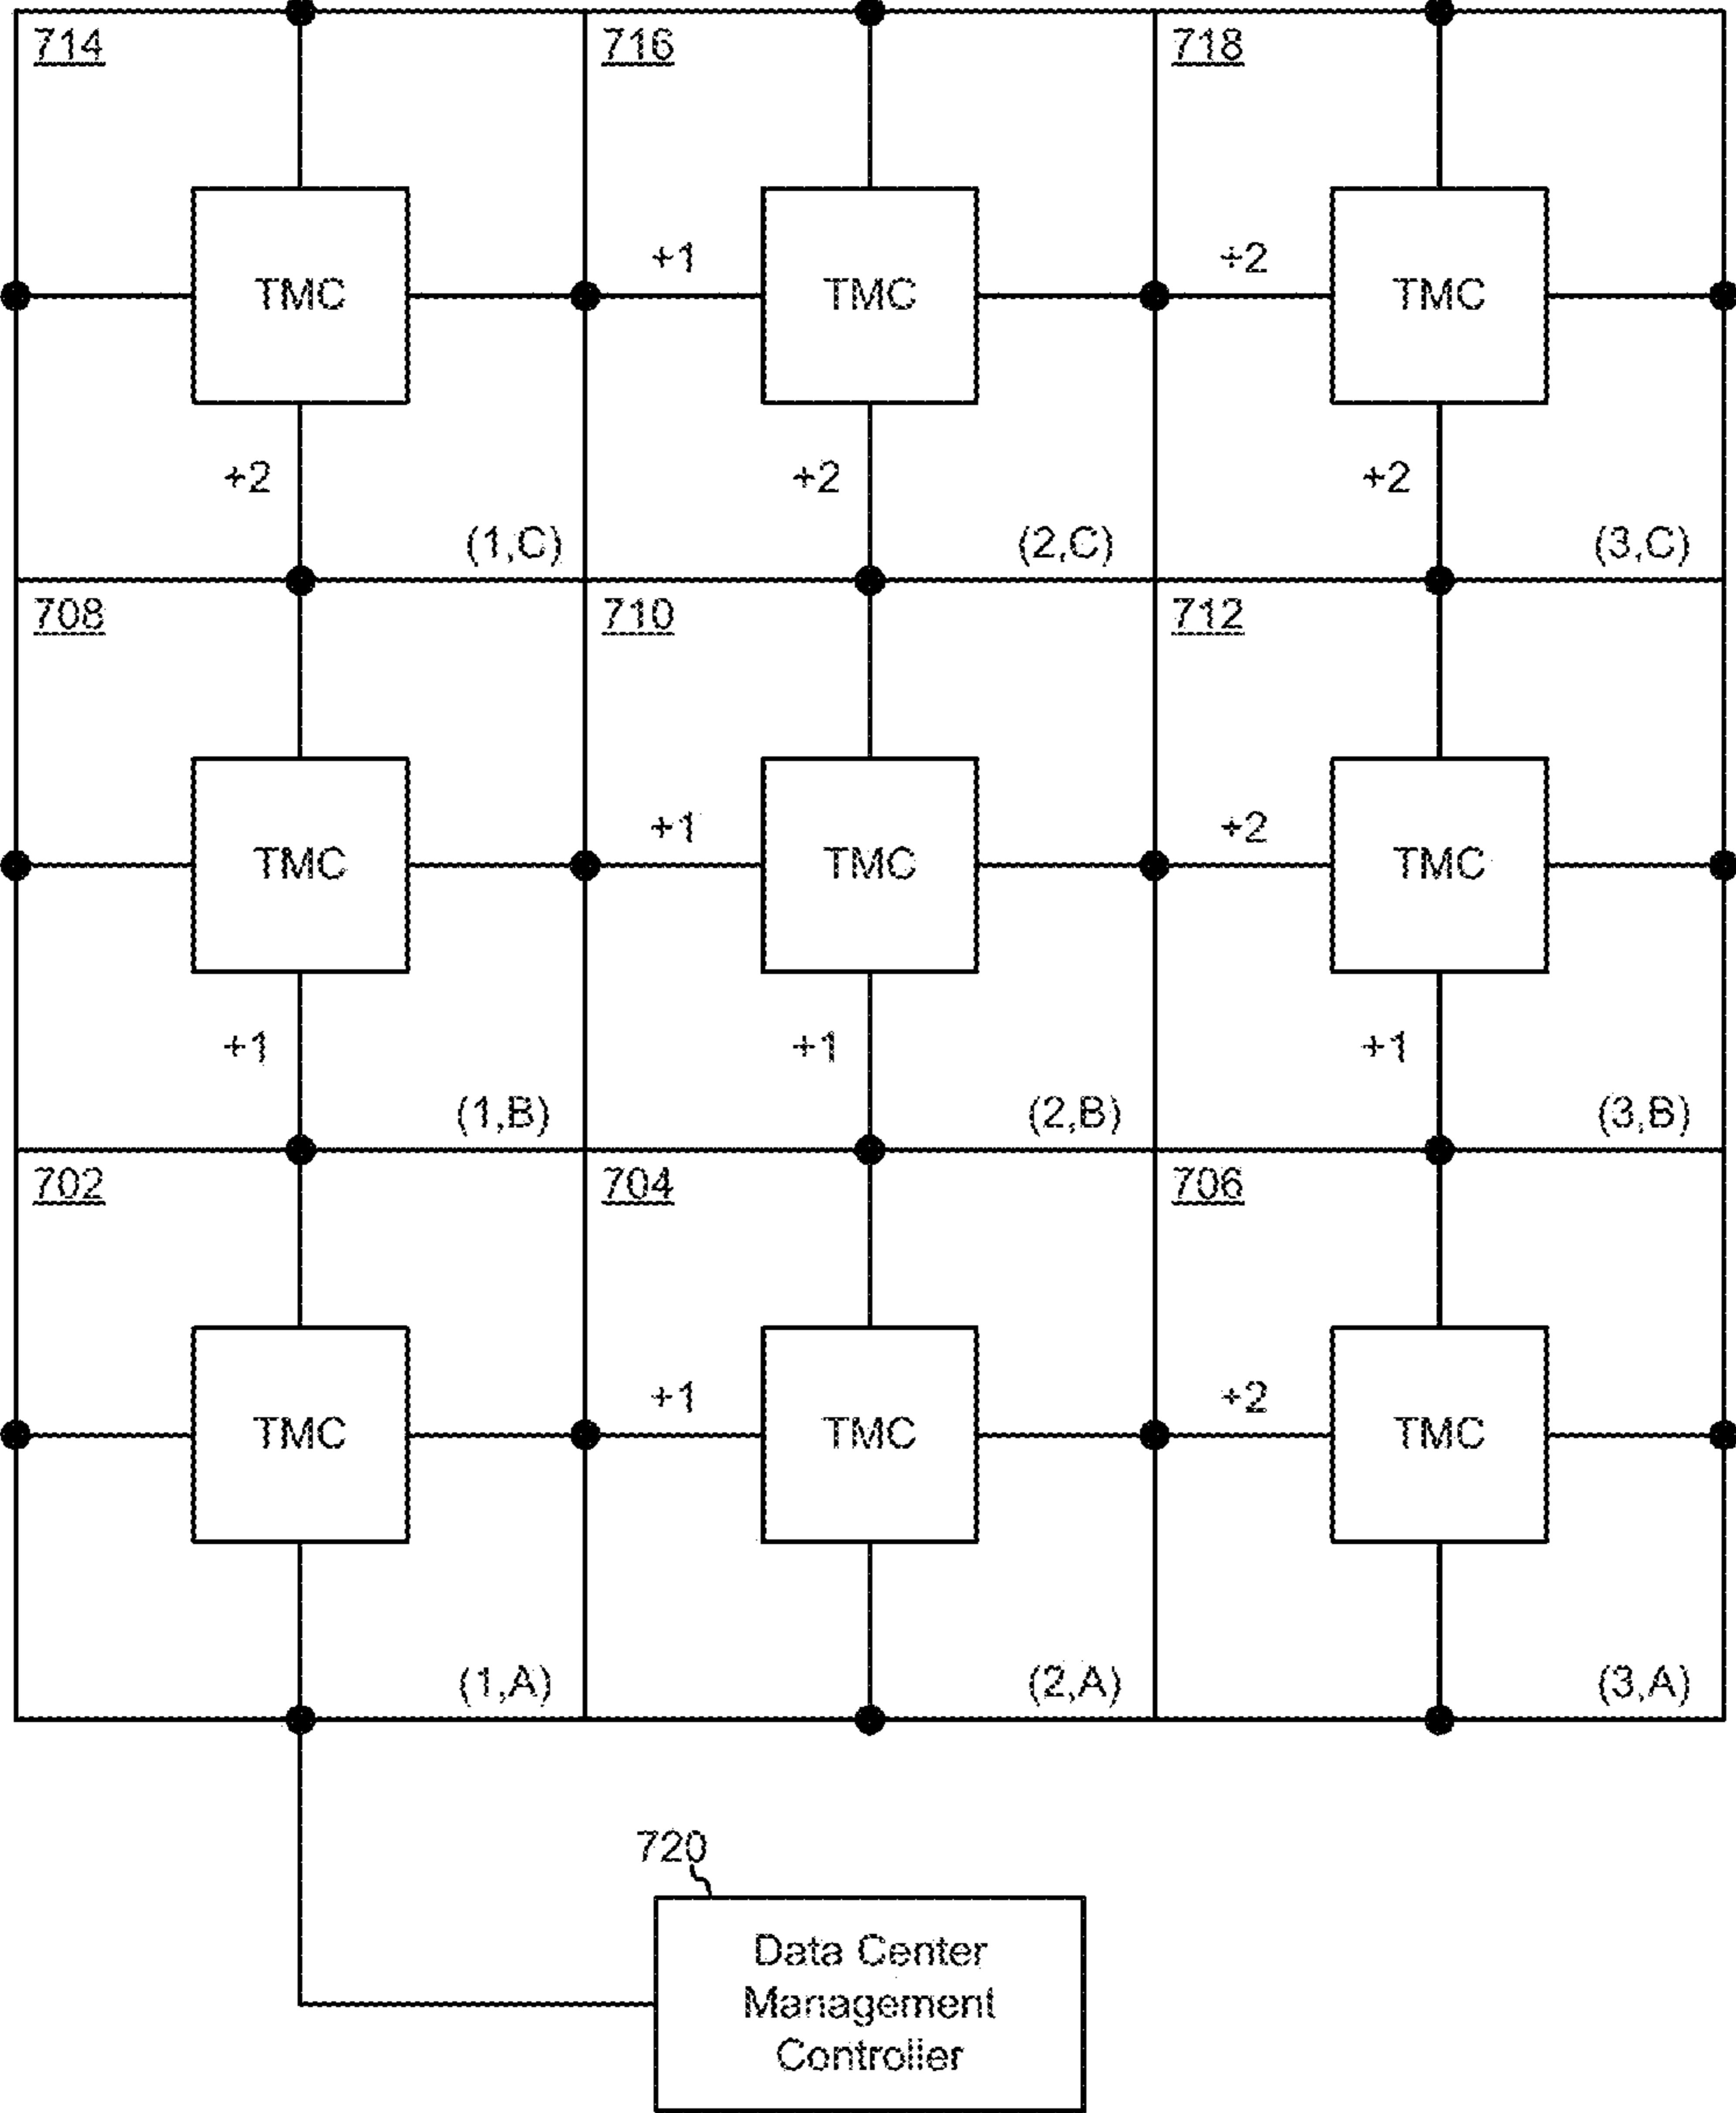 714 716 718
+1 +2
TMC TMC TMC
+2 +2 +2
(1,C) (2,C) (3,C)
708 710 712
+1 +2
TMC TMC TMC
+1 +1 +1
(1,B) (2,B) (3,B)
702 704 706
+1 +2
TMC TMC TMC
(1,A) (2,A) (3,A)
720
Data Center
Management
Controller